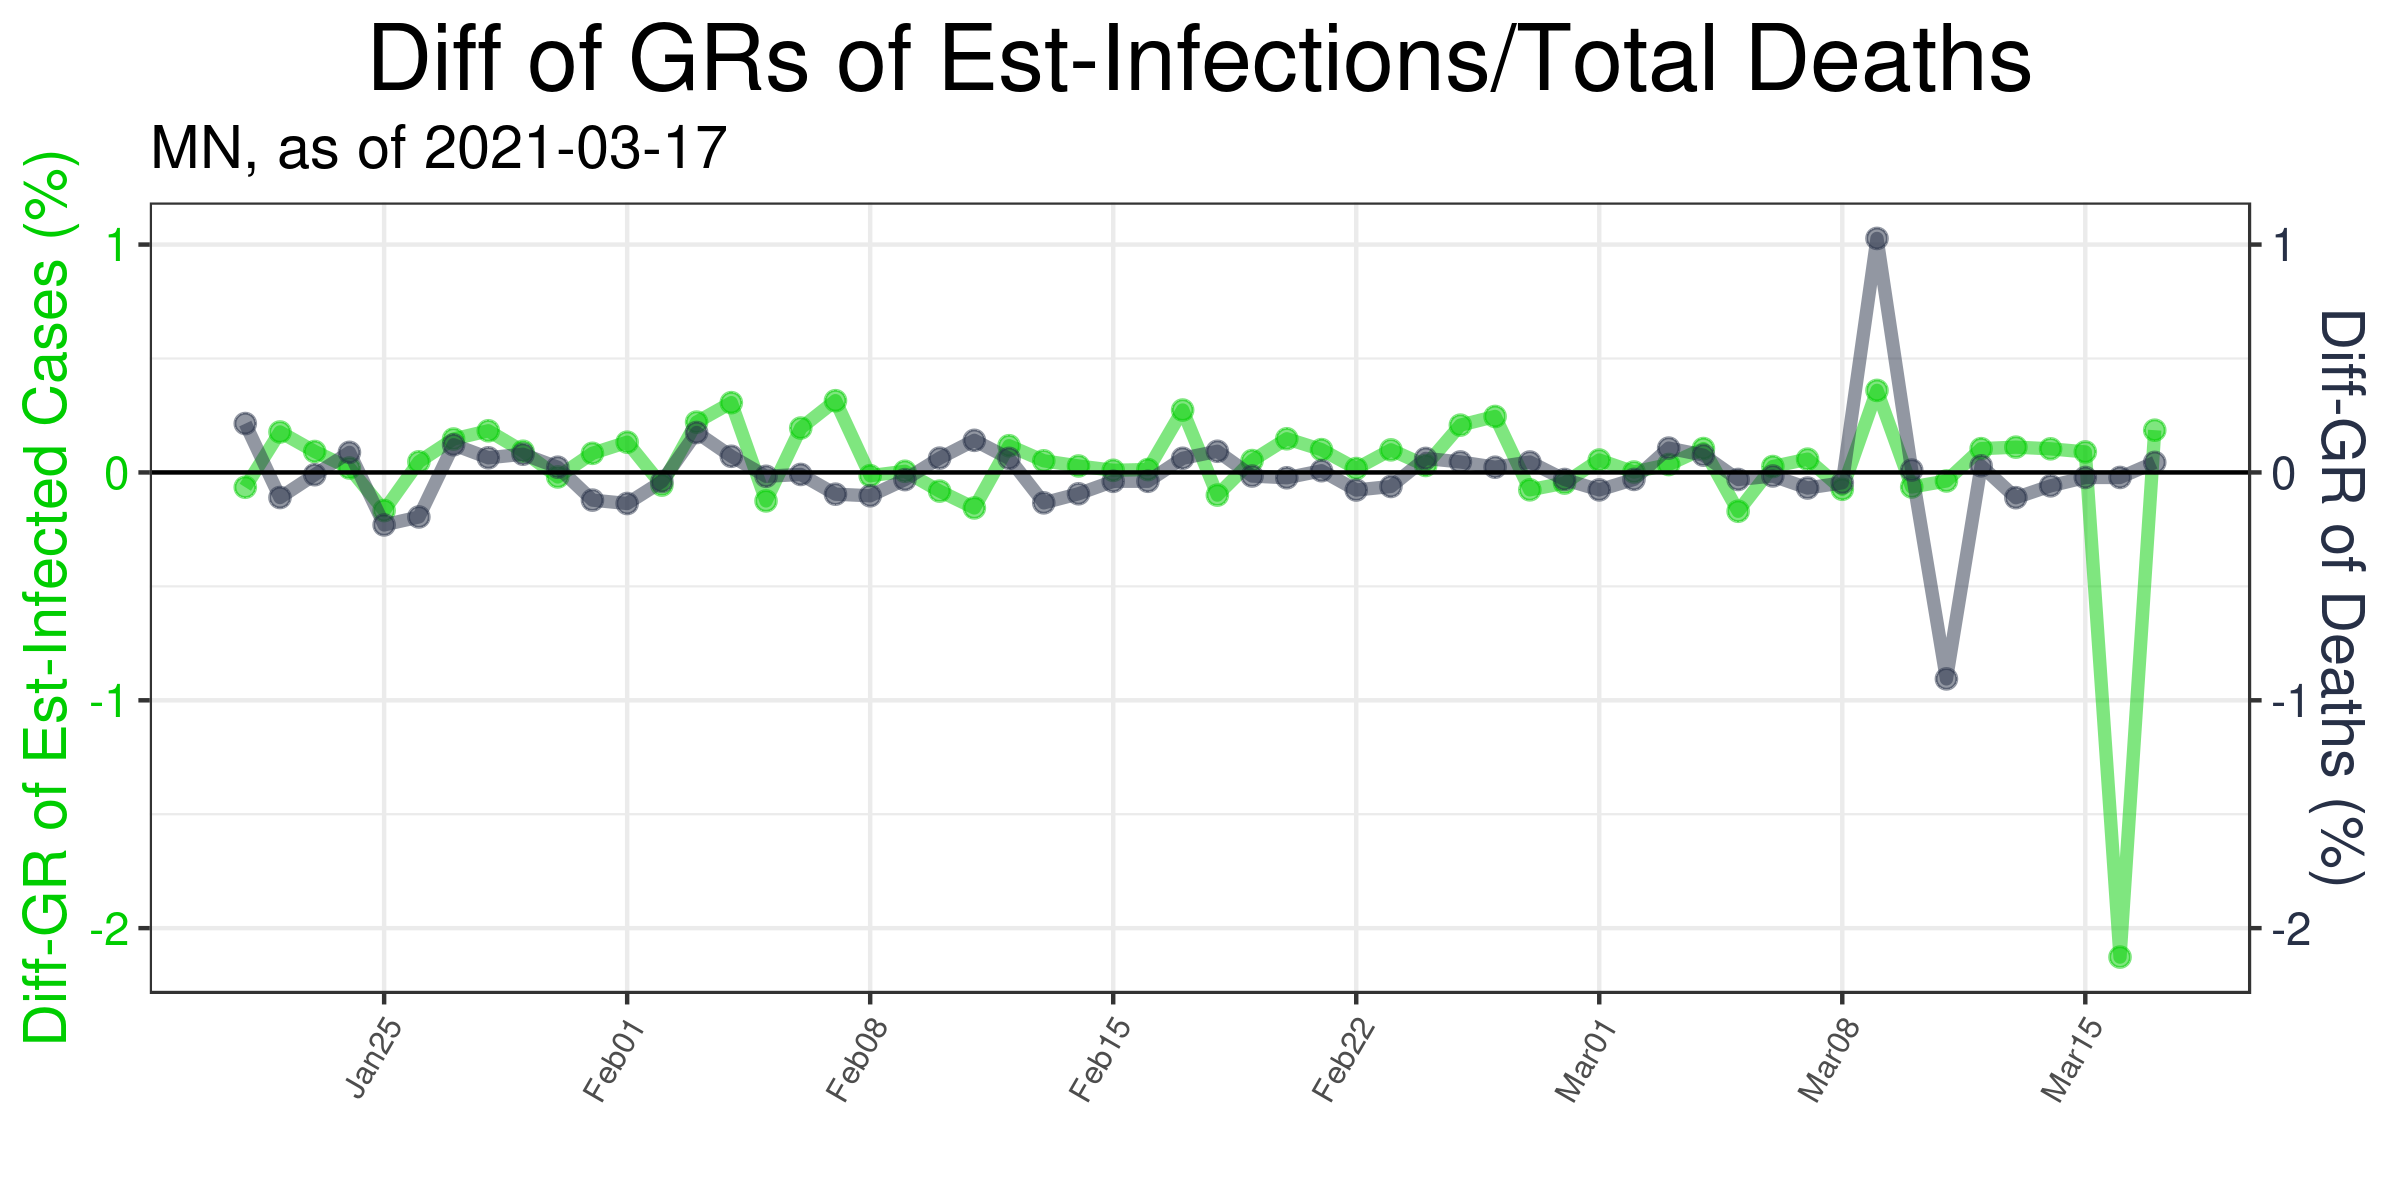 Diff of GRs of Est-Infections/Total Deaths
MN, as of 2021-03-17
Diff-GR of Est-Infected Cases (%)
1
0
-1
-2
1
0
-1
-2
Diff-GR of Deaths (%)
Jan25
Feb01
Feb08
Feb15
Feb22
Mar01
Mar08
Mar15